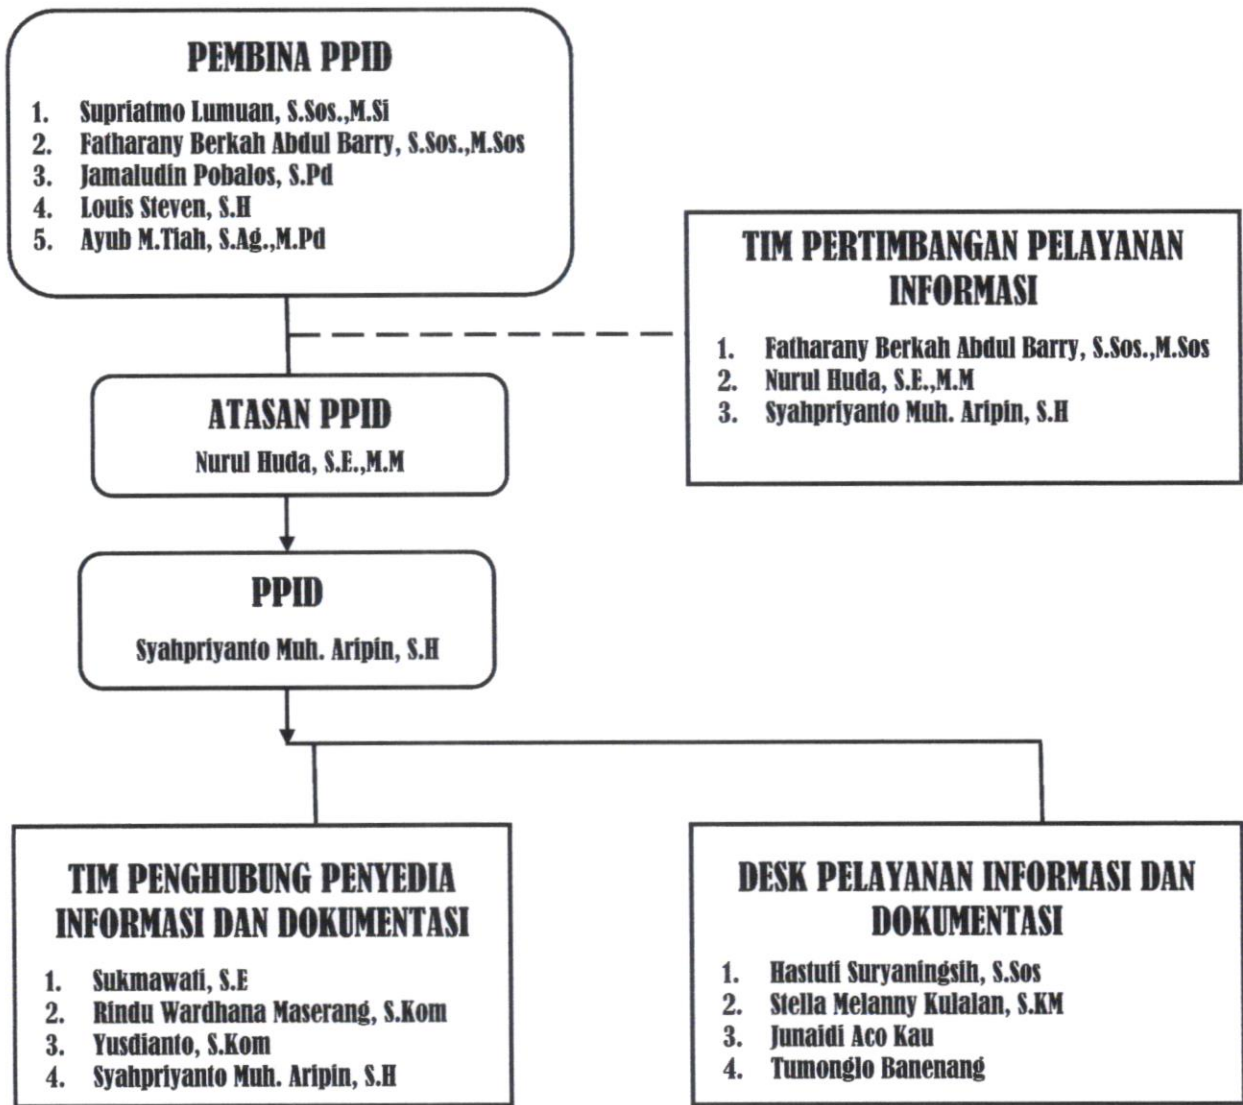 PEMBINA PPID
1. Supriatmo Lumuan, S.Sos.,M.Si
2. Fatharany Berkah Abdul Barry, S.Sos.,M.Sos
3. Jamaludin Pobalos, S.Pd
4. Louis Steven, S.H
5. Ayub M.Tiah, S.Ag.,M.Pd
TIM PERTIMBANGAN PELAYANAN
INFORMASI
1. Fatharany Berkah Abdul Barry, S.Sos.,M.Sos
2. Nurul Huda, S.E.,M.M
3. Syahpriyanto Muh. Aripin, S.H
ATASAN PPID
Nurul Huda, S.E.,M.M
PPID
Syahpriyanto Muh. Aripin, S.H
TIM PENGHUBUNG PENYEDIA
INFORMASI DAN DOKUMENTASI
1. Sukmawati, S.E
2. Rindu Wardhana Maserang, S.Kom
3. Yusdianto, S.Kom
4. Syahpriyanto Muh. Aripin, S.H
DESK PELAYANAN INFORMASI DAN
DOKUMENTASI
1. Hastuti Suryaningsih, S.Sos
2. Stella Melanny Kulalan, S.KM
3. Junaidi Aco Kau
4. Tumonglo Banenang